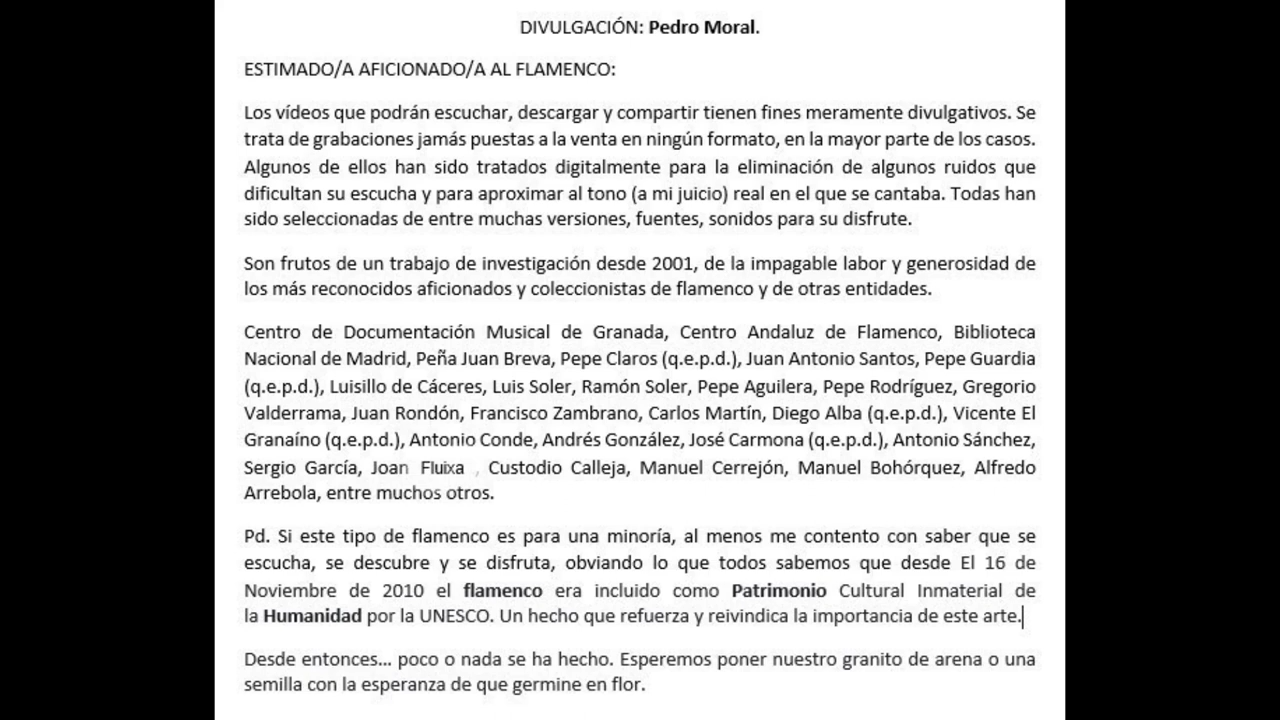 DIVULGACIÓN: Pedro Moral.
ESTIMADO/A AFICIONADO/A AL FLAMENCO:
Los vídeos que podrán escuchar, descargar y compartir tienen fines meramente divulgativos. Se
trata de grabaciones jamás puestas a la venta en ningún formato, en la mayor parte de los casos.
Algunos de ellos han sido tratados digitalmente para la eliminación de algunos ruidos que
dificultan su escucha y para aproximar al tono (a mi juicio) real en el que se cantaba. Todas han
sido seleccionadas de entre muchas versiones, fuentes, sonidos para su disfrute.
Son frutos de un trabajo de investigación desde 2001, de la impagable labor y generosidad de
los más reconocidos aficionados y coleccionistas de flamenco y de otras entidades.
Centro de Documentación Musical de Granada, Centro Andaluz de Flamenco, Biblioteca
Nacional de Madrid, Peña Juan Breva, Pepe Claros (q.e.p.d.), Juan Antonio Santos, Pepe Guardia
(q.e.p.d.), Luisillo de Cáceres, Luis Soler, Ramón Soler, Pepe Aguilera, Pepe Rodríguez, Gregorio
Valderrama, Juan Rondón, Francisco Zambrano, Carlos Martín, Diego Alba (q.e.p.d.), Vicente El
Granaíno (q.e.p.d.), Antonio Conde, Andrés González, José Carmona (q.e.p.d.), Antonio Sánchez,
Sergio García, Joan Fluixa , Custodio Calleja, Manuel Cerrejón, Manuel Bohórquez, Alfredo
Arrebola, entre muchos otros.
Pd. Si este tipo de flamenco es para una minoría, al menos me contento con saber que se
escucha, se descubre y se disfruta, obviando lo que todos sabemos que desde El 16 de
Noviembre de 2010 el flamenco era incluido como Patrimonio Cultural Inmaterial de
la Humanidad por la UNESCO. Un hecho que refuerza y reivindica la importancia de este arte.
Desde entonces... poco o nada se ha hecho. Esperemos poner nuestro granito de arena o una
semilla con la esperanza de que germine en flor.